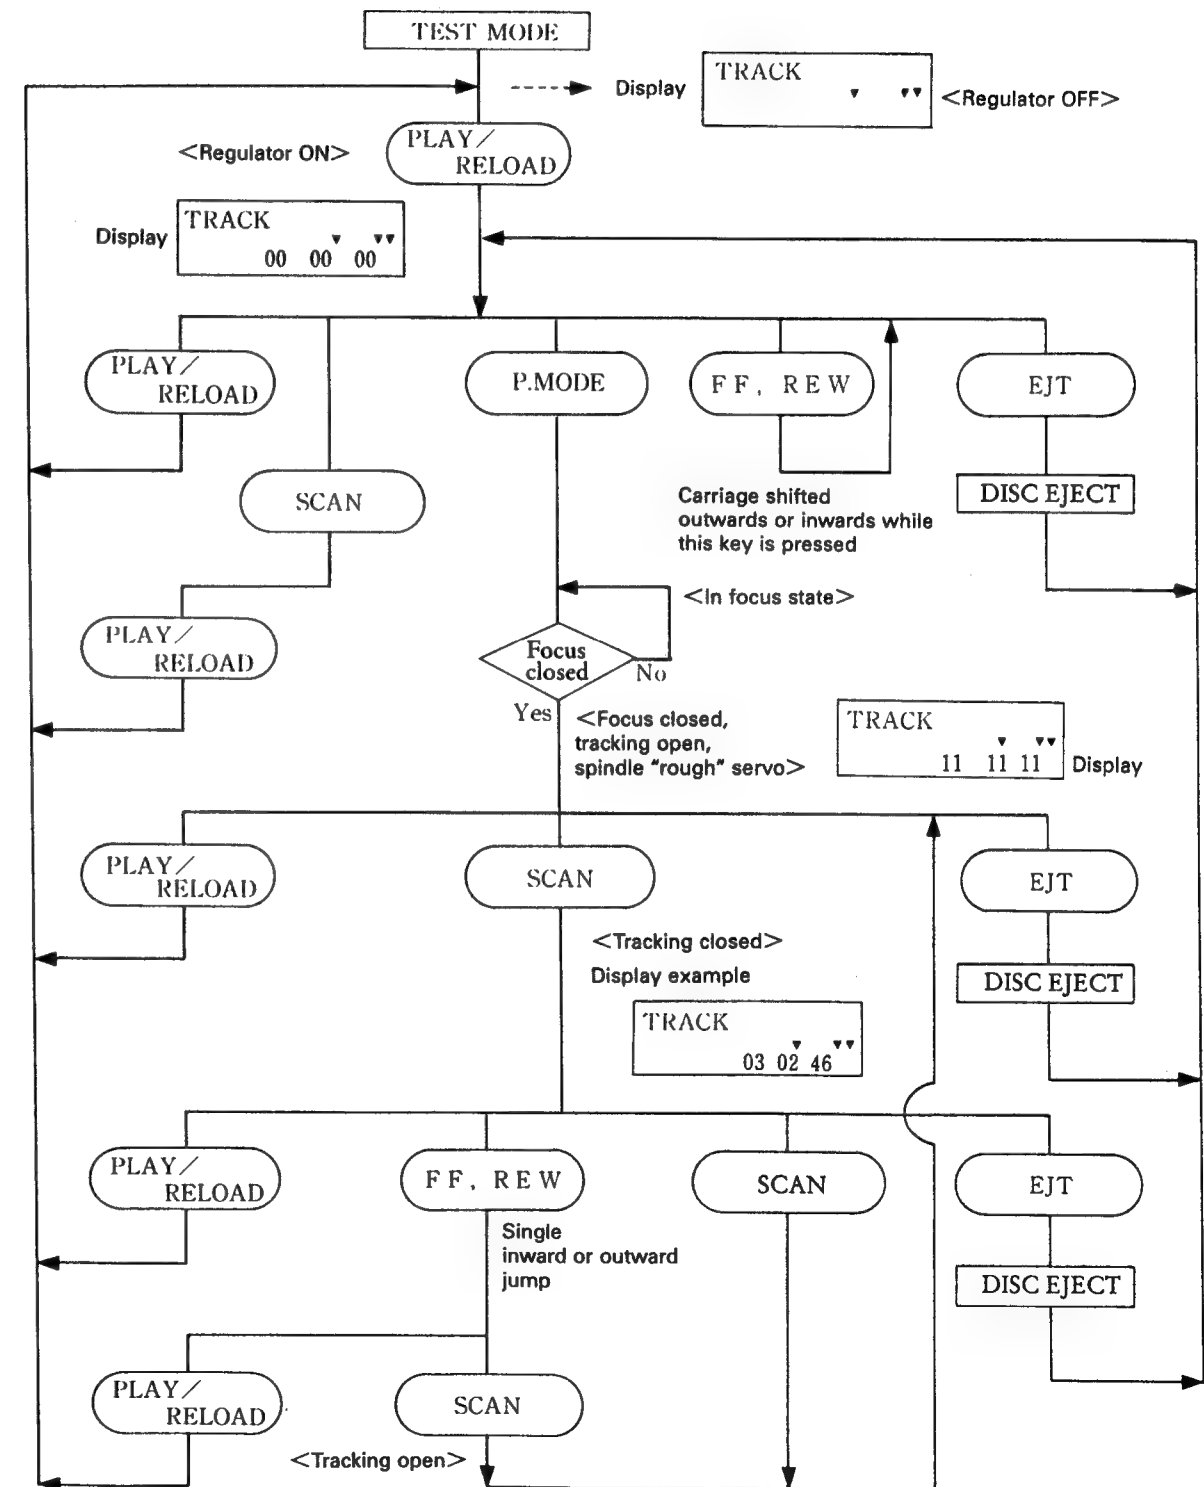 TEST MODE
Display
TRACK
<Regulator OFF>
<Regulator ON>
PLAY/
RELOAD
Display
TRACK
00 00 00
PLAY/
RELOAD
P.MODE
FF, REW
EJT
SCAN
Carriage shifted
outwards or inwards while
this key is pressed
DISC EJECT
<In focus state>
PLAY/
RELOAD
Focus
closed
No
Yes
<Focus closed,
tracking open,
spindle "rough" servo>
TRACK
11 11 11
Display
PLAY/
RELOAD
SCAN
EJT
<Tracking closed>
Display example
DISC EJECT
TRACK
03 02 46
PLAY/
RELOAD
FF, REW
SCAN
EJT
Single
inward or outward
jump
DISC EJECT
PLAY/
RELOAD
SCAN
<Tracking open>